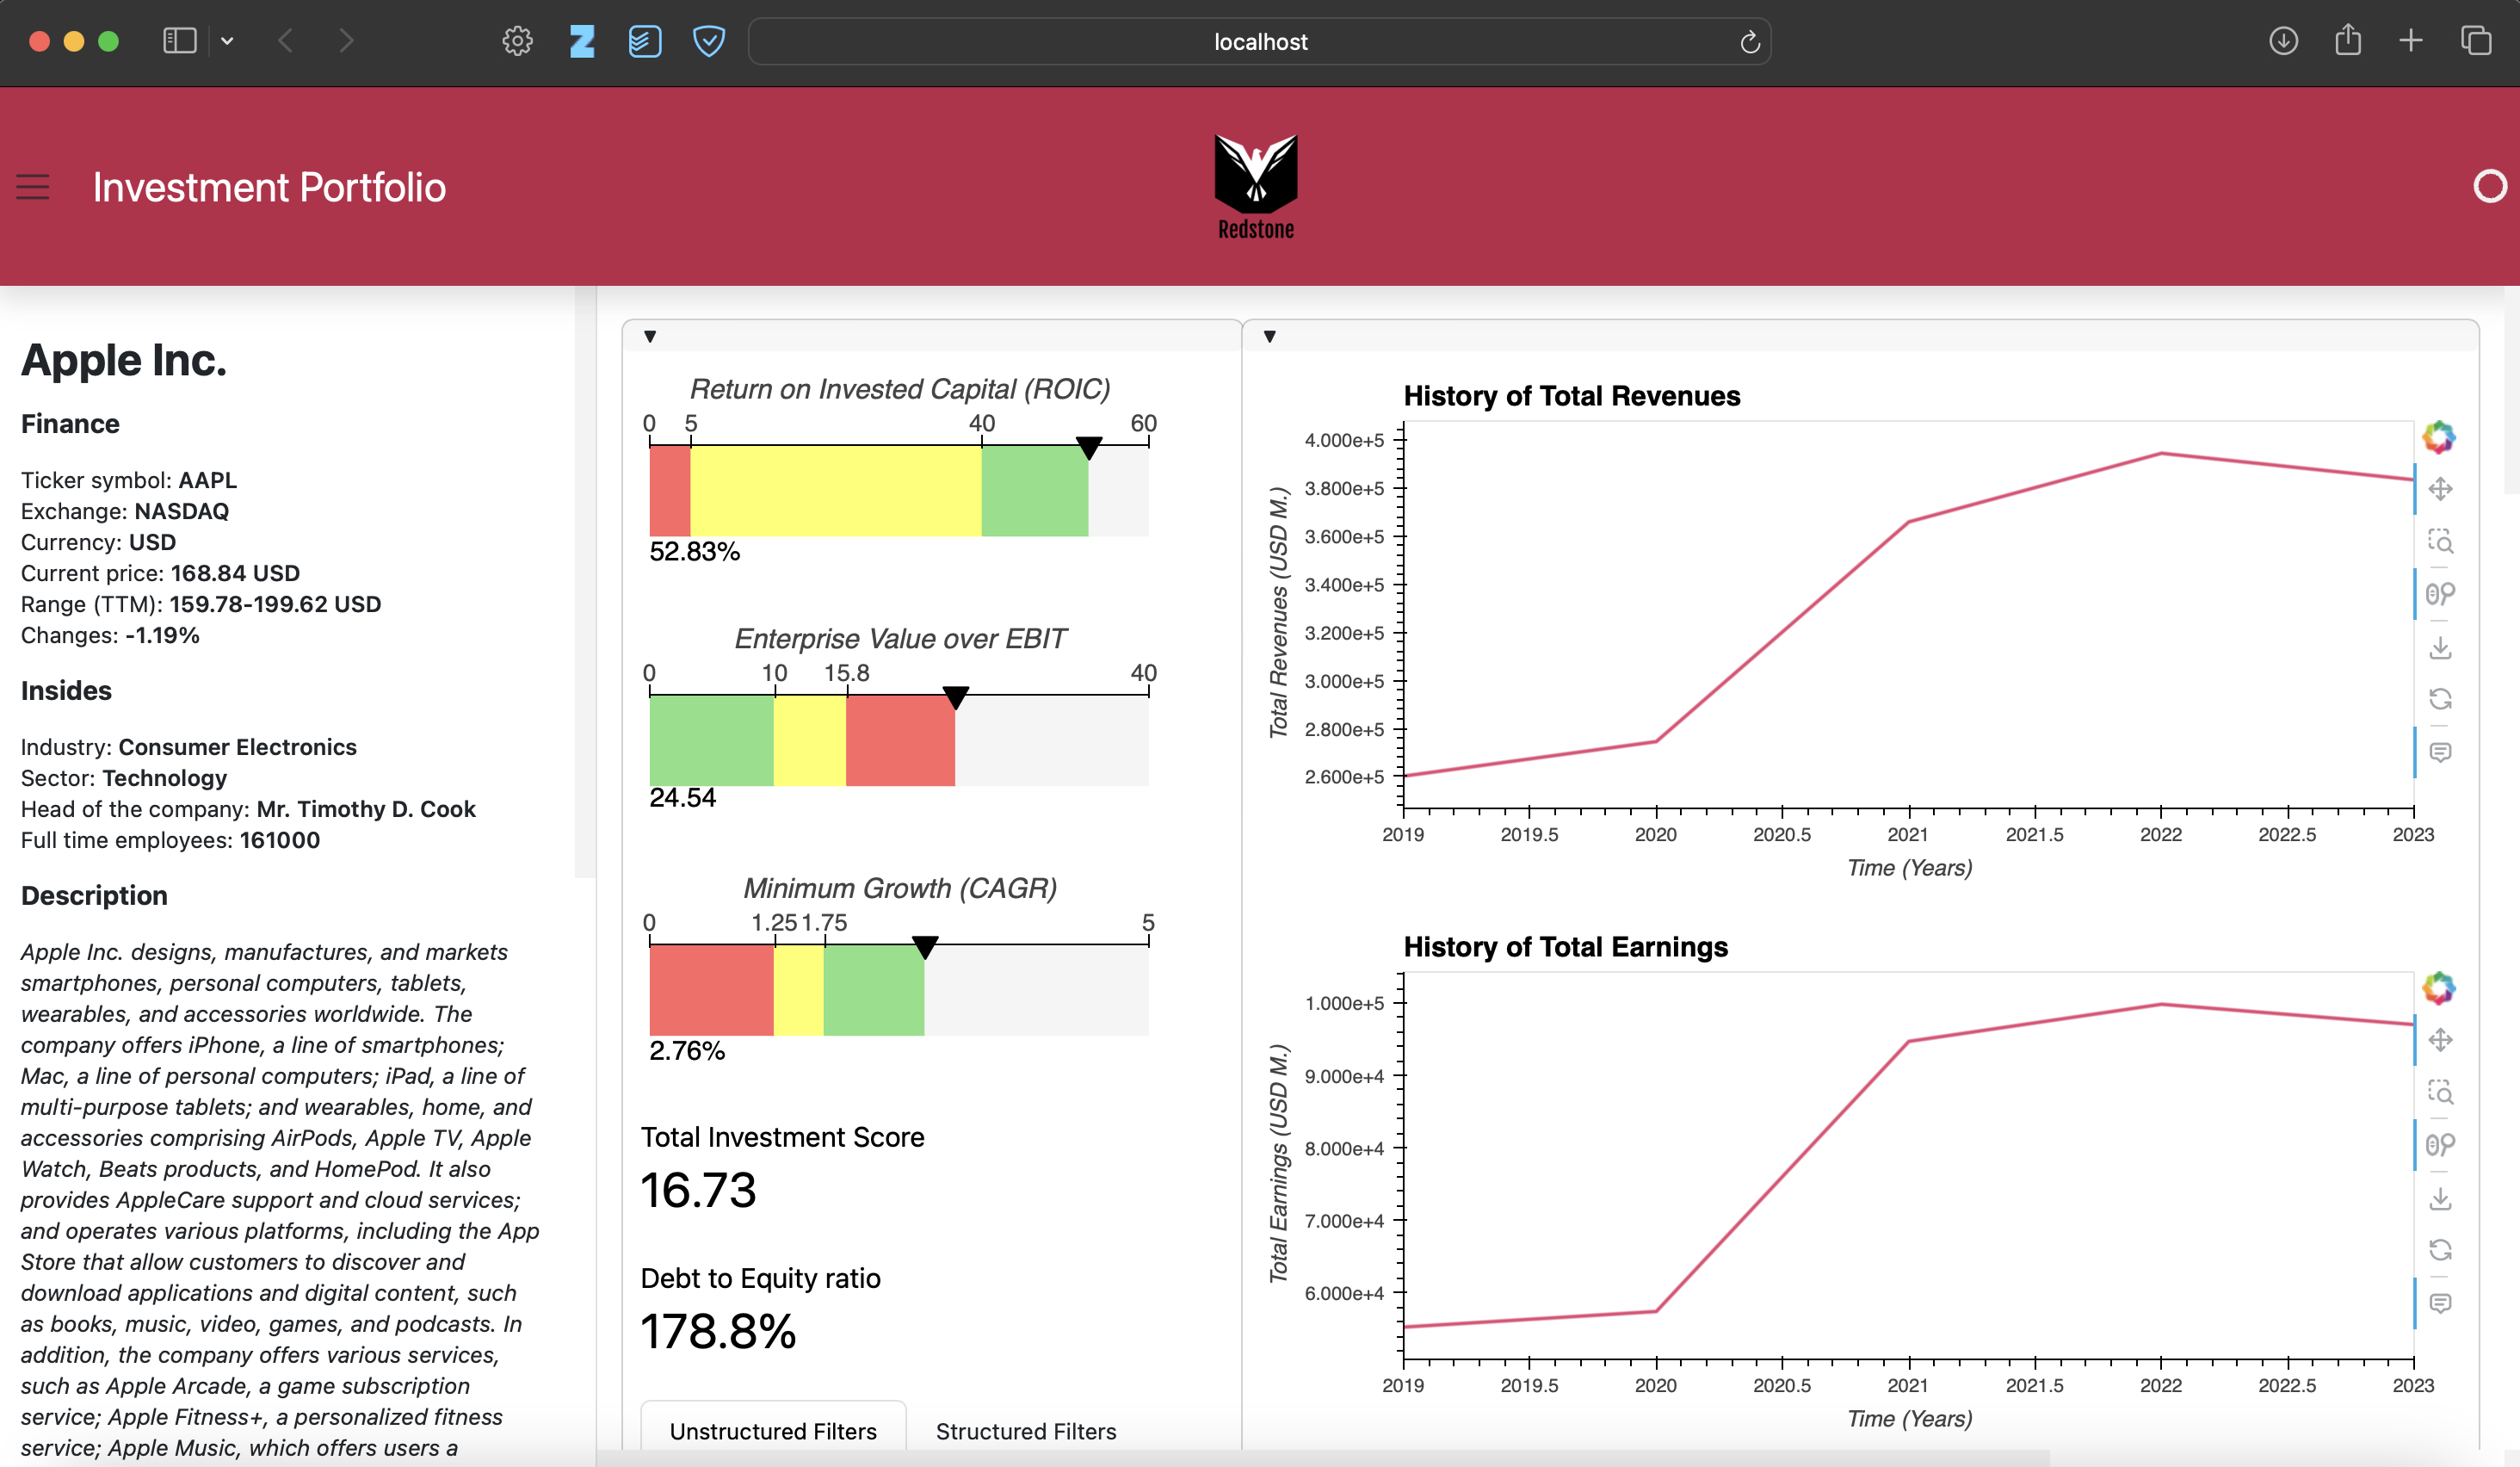 localhost
Investment Portfolio
Redstone
Apple Inc.
Finance
Ticker symbol: AAPL
Exchange: NASDAQ
Currency: USD
Current price: 168.84 USD
Range (TTM): 159.78-199.62 USD
Changes: -1.19%
Insides
Industry: Consumer Electronics
Sector: Technology
Head of the company: Mr. Timothy D. Cook
Full time employees: 161000
Description
Apple Inc. designs, manufactures, and markets
smartphones, personal computers, tablets,
wearables, and accessories worldwide. The
company offers iPhone, a line of smartphones;
Mac, a line of personal computers; iPad, a line of
multi-purpose tablets; and wearables, home, and
accessories comprising AirPods, Apple TV, Apple
Watch, Beats products, and HomePod. It also
provides AppleCare support and cloud services;
and operates various platforms, including the App
Store that allow customers to discover and
download applications and digital content, such
as books, music, video, games, and podcasts. In
addition, the company offers various services,
such as Apple Arcade, a game subscription
service; Apple Fitness+, a personalized fitness
service; Apple Music, which offers users a
Return on Invested Capital (ROIC)
0 5 40 60
52.83%
Enterprise Value over EBIT
0 10 15.8 40
24.54
Minimum Growth (CAGR)
0 1.25 1.75 5
2.76%
Total Investment Score
16.73
Debt to Equity ratio
178.8%
Unstructured Filters Structured Filters
History of Total Revenues
Total Revenues (USD M.)
4.000e+5
3.800e+5
3.600e+5
3.400e+5
3.200e+5
3.000e+5
2.800e+5
2.600e+5
2019 2019.5 2020 2020.5 2021 2021.5 2022 2022.5 2023
Time (Years)
History of Total Earnings
Total Earnings (USD M.)
1.000e+5
9.000e+4
8.000e+4
7.000e+4
6.000e+4
2019 2019.5 2020 2020.5 2021 2021.5 2022 2022.5 2023
Time (Years)